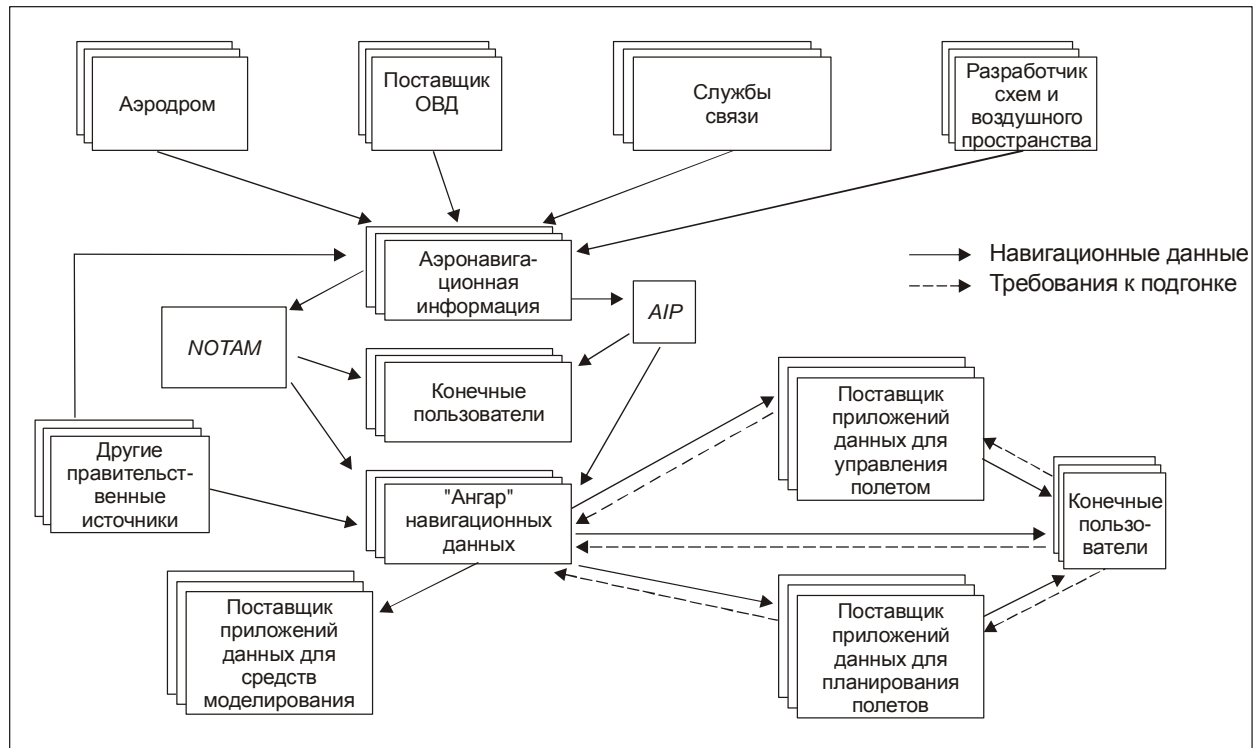 Аэродром
Поставщик
ОВД
Службы
связи
Разработчик
схем и
воздушного
пространства
Аэронавига-
ционная
информация
Навигационные данные
Требования к подгонке
NOTAM
AIP
Конечные
пользователи
Другие
правительст-
венные
источники
"Ангар"
навигационных
данных
Поставщик
приложений
данных для
управления
полетом
Конечные
пользо-
ватели
Поставщик
приложений
данных для
средств
моделирования
Поставщик
приложений
данных для
планирования
полетов